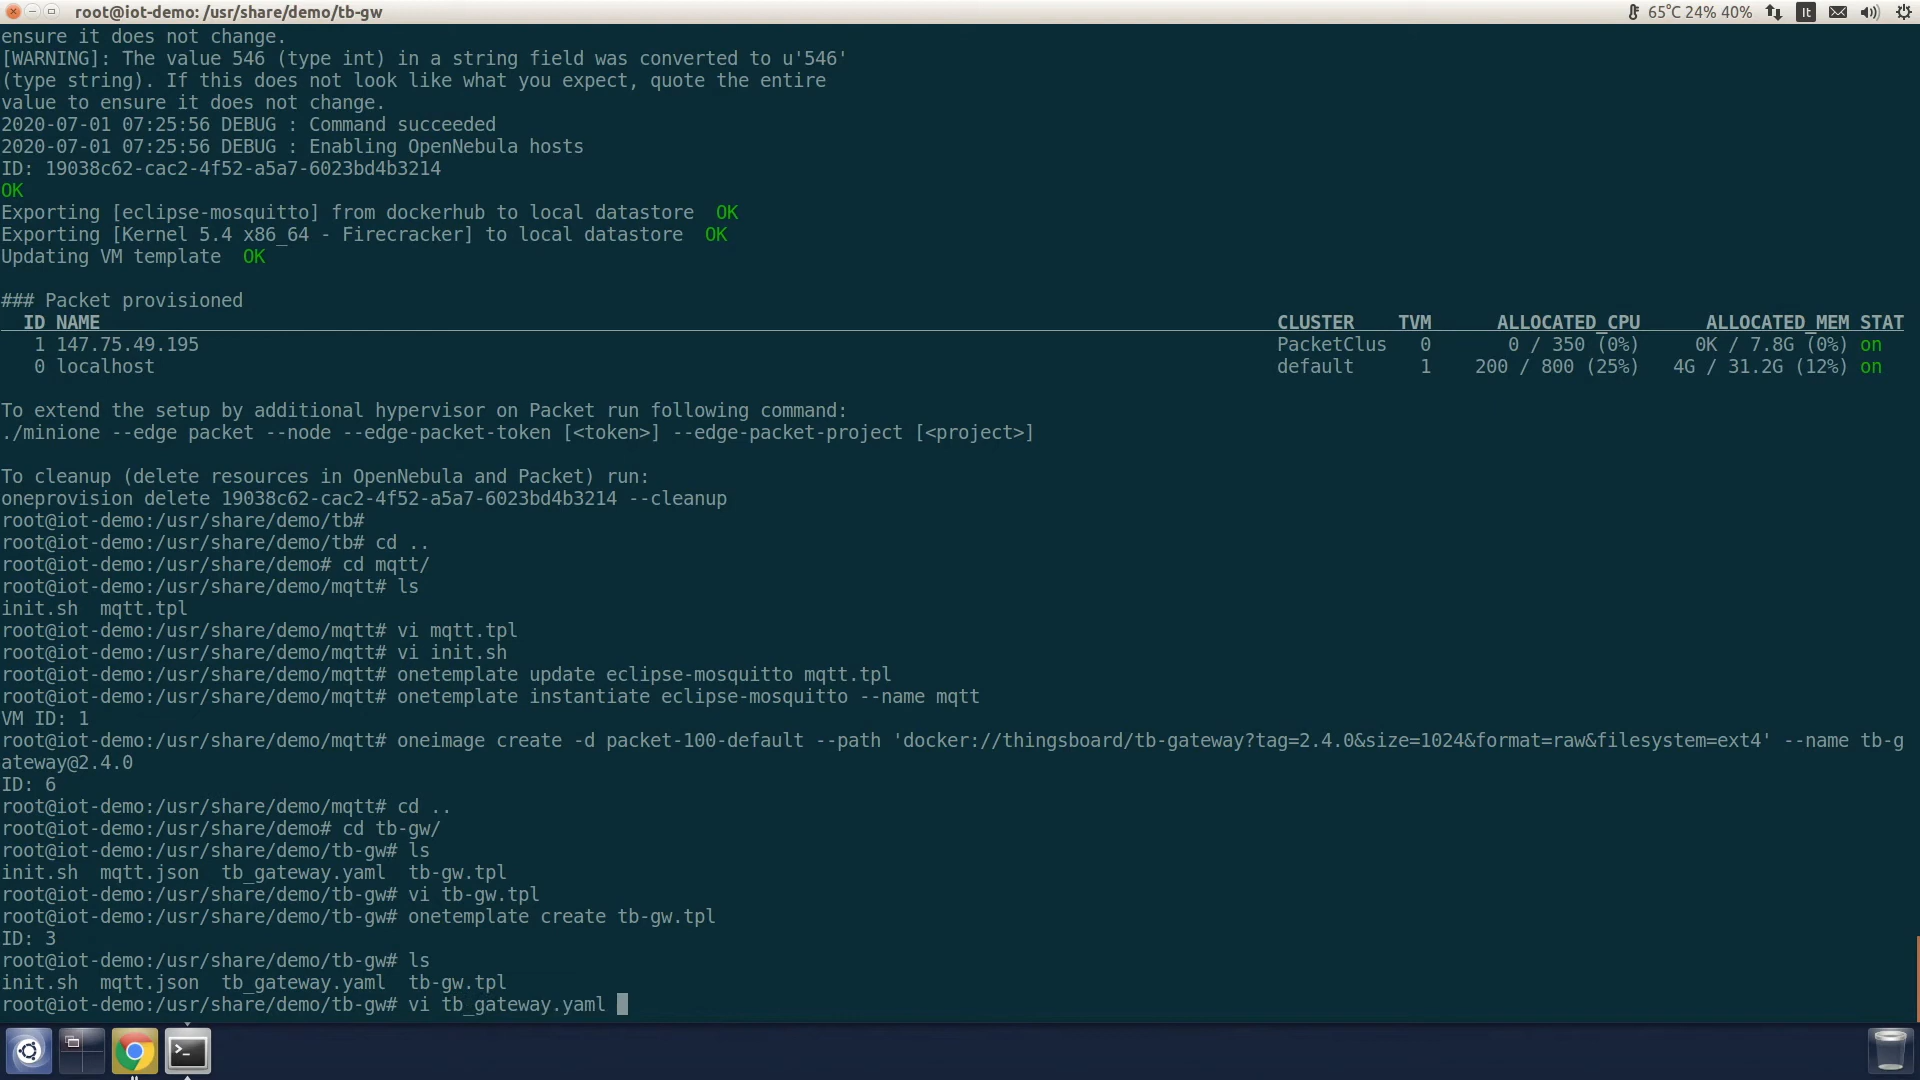 root@iot-demo: /usr/share/demo/tb-gw
65°C 24% 40%
It
ensure it does not change.
[WARNING]: The value 546 (type int) in a string field was converted to u'546'
(type string). If this does not look like what you expect, quote the entire
value to ensure it does not change.
2020-07-01 07:25:56 DEBUG : Command succeeded
2020-07-01 07:25:56 DEBUG : Enabling OpenNebula hosts
ID: 19038c62-cac2-4f52-a5a7-6023bd4b3214
OK
Exporting [eclipse-mosquitto] from dockerhub to local datastore  OK
Exporting [Kernel 5.4 x86_64 - Firecracker] to local datastore  OK
Updating VM template  OK
### Packet provisioned
ID NAME CLUSTER TVM ALLOCATED_CPU ALLOCATED_MEM STAT
1 147.75.49.195 PacketClus 0 0 / 350 (0%) 0K / 7.8G (0%) on
0 localhost default 1 200 / 800 (25%) 4G / 31.2G (12%) on
To extend the setup by additional hypervisor on Packet run following command:
./minione --edge packet --node --edge-packet-token [<token>] --edge-packet-project [<project>]
To cleanup (delete resources in OpenNebula and Packet) run:
oneprovision delete 19038c62-cac2-4f52-a5a7-6023bd4b3214 --cleanup
root@iot-demo:/usr/share/demo/tb#
root@iot-demo:/usr/share/demo/tb# cd ..
root@iot-demo:/usr/share/demo# cd mqtt/
root@iot-demo:/usr/share/demo/mqtt# ls
init.sh  mqtt.tpl
root@iot-demo:/usr/share/demo/mqtt# vi mqtt.tpl
root@iot-demo:/usr/share/demo/mqtt# vi init.sh
root@iot-demo:/usr/share/demo/mqtt# onetemplate update eclipse-mosquitto mqtt.tpl
root@iot-demo:/usr/share/demo/mqtt# onetemplate instantiate eclipse-mosquitto --name mqtt
VM ID: 1
root@iot-demo:/usr/share/demo/mqtt# oneimage create -d packet-100-default --path 'docker://thingsboard/tb-gateway?tag=2.4.0&size=1024&format=raw&filesystem=ext4' --name tb-g
ateway@2.4.0
ID: 6
root@iot-demo:/usr/share/demo/mqtt# cd ..
root@iot-demo:/usr/share/demo# cd tb-gw/
root@iot-demo:/usr/share/demo/tb-gw# ls
init.sh  mqtt.json  tb_gateway.yaml  tb-gw.tpl
root@iot-demo:/usr/share/demo/tb-gw# vi tb-gw.tpl
root@iot-demo:/usr/share/demo/tb-gw# onetemplate create tb-gw.tpl
ID: 3
root@iot-demo:/usr/share/demo/tb-gw# ls
init.sh  mqtt.json  tb_gateway.yaml  tb-gw.tpl
root@iot-demo:/usr/share/demo/tb-gw# vi tb_gateway.yaml